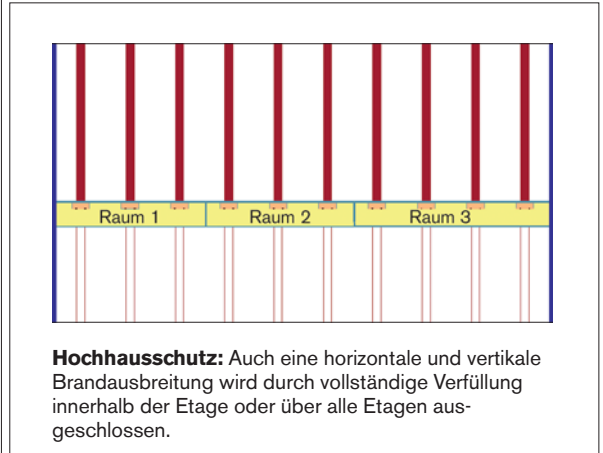 Raum 1 Raum 2 Raum 3
Hochhausschutz: Auch eine horizontale und vertikale
Brandausbreitung wird durch vollständige Verfüllung
innerhalb der Etage oder über alle Etagen aus-
geschlossen.